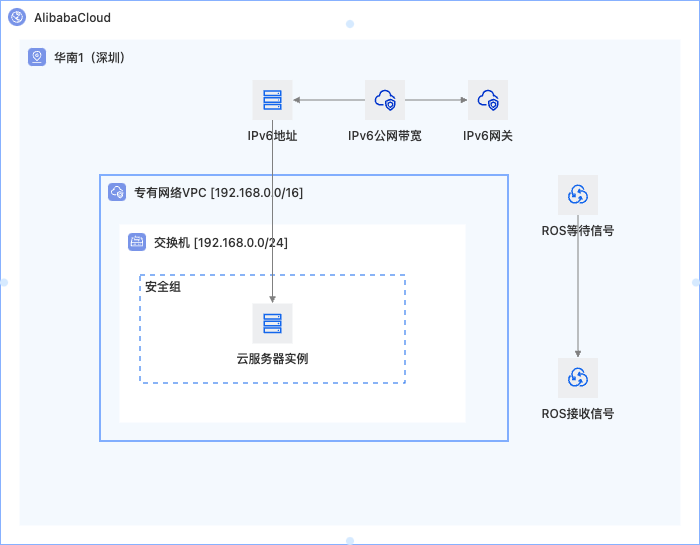 AlibabaCloud
华南1（深圳）
IPv6地址
IPv6公网带宽
IPv6网关
专有网络VPC [192.168.0.0/16]
ROS等待信号
交换机 [192.168.0.0/24]
安全组
云服务器实例
ROS接收信号